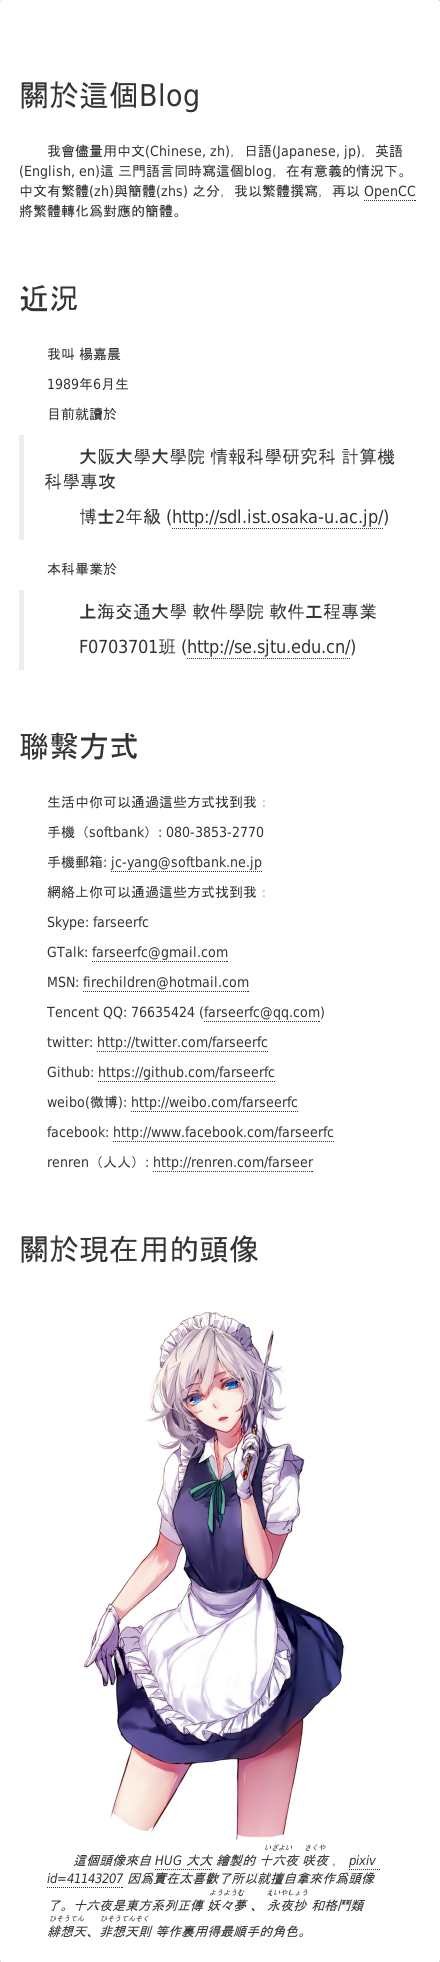 關於這個Blog
我會儘量用中文(Chinese, zh)，日語(Japanese, jp)，英語
(English, en)這 三門語言同時寫這個blog，在有意義的情況下。
中文有繁體(zh)與簡體(zhs) 之分，我以繁體撰寫，再以 OpenCC
將繁體轉化爲對應的簡體。
近況
我叫 楊嘉晨
1989年6月生
目前就讀於
大阪大學大學院 情報科學研究科 計算機
科學專攻
博士2年級 (http://sdl.ist.osaka-u.ac.jp/)
本科畢業於
上海交通大學 軟件學院 軟件工程專業
F0703701班 (http://se.sjtu.edu.cn/)
聯繫方式
生活中你可以通過這些方式找到我：
手機（softbank）: 080-3853-2770
手機郵箱: jc-yang@softbank.ne.jp
網絡上你可以通過這些方式找到我：
Skype: farseerfc
GTalk: farseerfc@gmail.com
MSN: firechildren@hotmail.com
Tencent QQ: 76635424 (farseerfc@qq.com)
twitter: http://twitter.com/farseerfc
Github: https://github.com/farseerfc
weibo(微博): http://weibo.com/farseerfc
facebook: http://www.facebook.com/farseerfc
renren（人人）: http://renren.com/farseer
關於現在用的頭像
いざよい さくや
這個頭像來自 HUG 大大 繪製的 十六夜 咲夜 ， pixiv
id=41143207 因爲實在太喜歡了所以就擅自拿來作爲頭像
ようようむ えいやしょう
了。十六夜是東方系列正傳 妖々夢 、 永夜抄 和格鬥類
ひそうてん ひそうてんそく
緋想天、非想天則 等作裏用得最順手的角色。